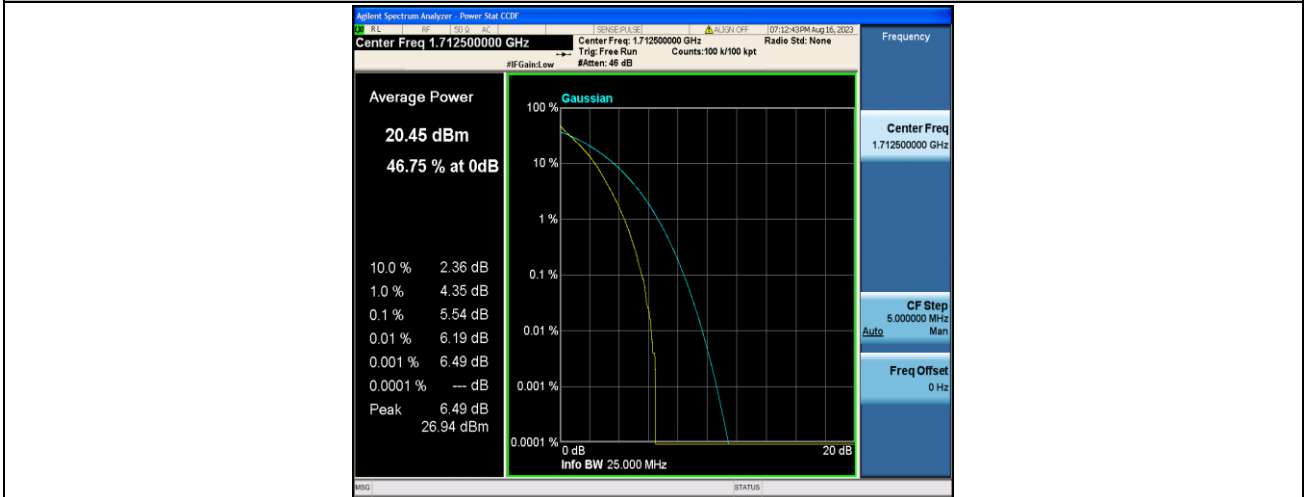 Agilent Spectrum Analyzer - Power Stat CCDF
RL RF 50 Ω AC SENSE:PULSE ALIGN OFF 07:12:43PM Aug 16, 2023
Center Freq 1.712500000 GHz
Center Freq: 1.712500000 GHz Radio Std: None
Trig: Free Run Counts:100 k/100 kpt
#IFGain:Low #Atten: 46 dB
Frequency
Average Power
20.45 dBm
46.75 % at 0dB
10.0 % 2.36 dB
1.0 % 4.35 dB
0.1 % 5.54 dB
0.01 % 6.19 dB
0.001 % 6.49 dB
0.0001 % --- dB
Peak 6.49 dB
26.94 dBm
Gaussian
100 %
10 %
1 %
0.1 %
0.01 %
0.001 %
0.0001 %
0 dB 20 dB
Info BW 25.000 MHz
Center Freq
1.712500000 GHz
CF Step
5.000000 MHz
Auto Man
Freq Offset
0 Hz
MSG STATUS